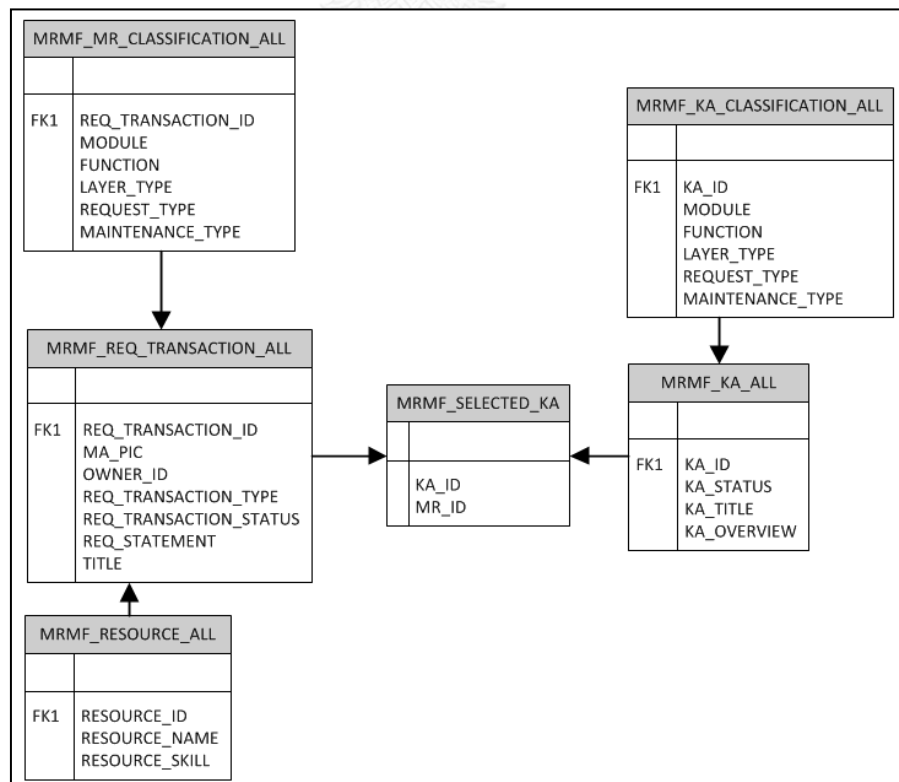 MRMF_MR_CLASSIFICATION_ALL
FK1 REQ_TRANSACTION_ID
MODULE
FUNCTION
LAYER_TYPE
REQUEST_TYPE
MAINTENANCE_TYPE
MRMF_KA_CLASSIFICATION_ALL
FK1 KA_ID
MODULE
FUNCTION
LAYER_TYPE
REQUEST_TYPE
MAINTENANCE_TYPE
MRMF_REQ_TRANSACTION_ALL
FK1 REQ_TRANSACTION_ID
MA_PIC
OWNER_ID
REQ_TRANSACTION_TYPE
REQ_TRANSACTION_STATUS
REQ_STATEMENT
TITLE
MRMF_SELECTED_KA
KA_ID
MR_ID
MRMF_KA_ALL
FK1 KA_ID
KA_STATUS
KA_TITLE
KA_OVERVIEW
MRMF_RESOURCE_ALL
FK1 RESOURCE_ID
RESOURCE_NAME
RESOURCE_SKILL